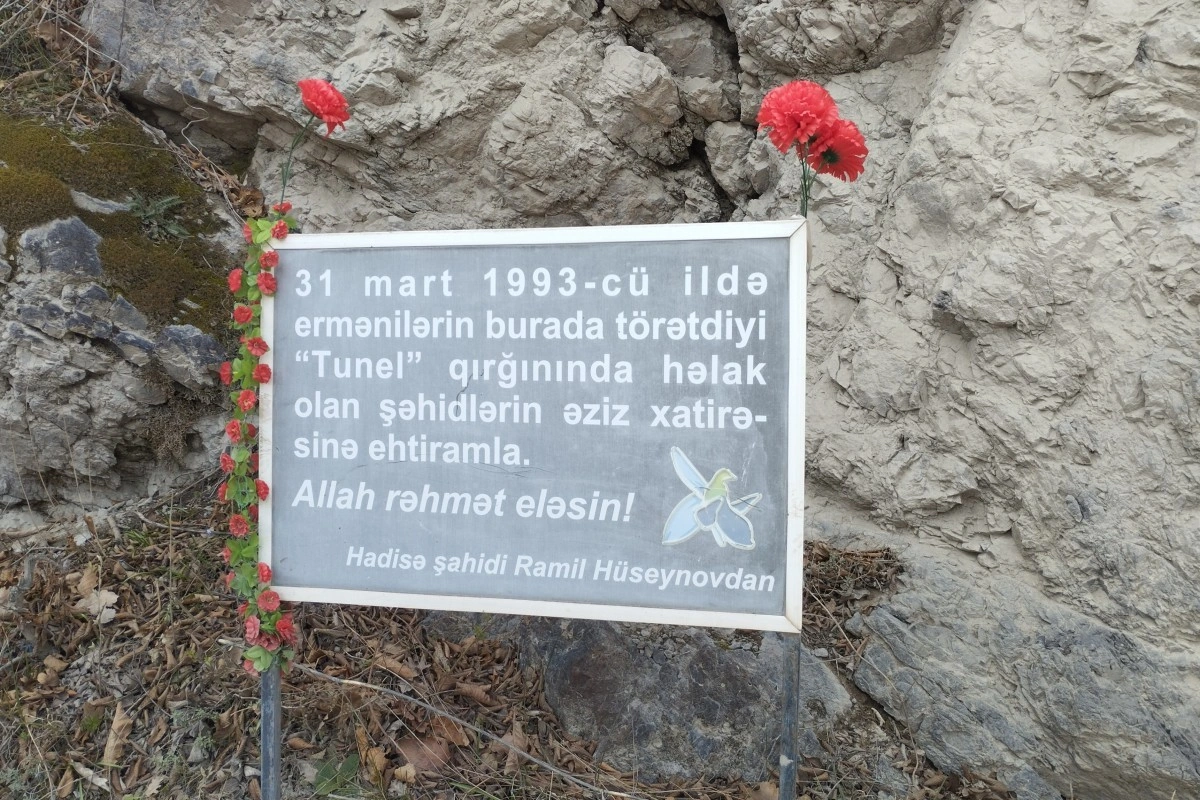 31 mart 1993-cü ildə
ermənilərin burada törətdiyi
“Tunel” qırğınında həlak
olan şəhidlərin əziz xatirə-
sinə ehtiramla.
Allah rəhmət eləsin!
Hadisə şahidi Ramil Hüseynovdan